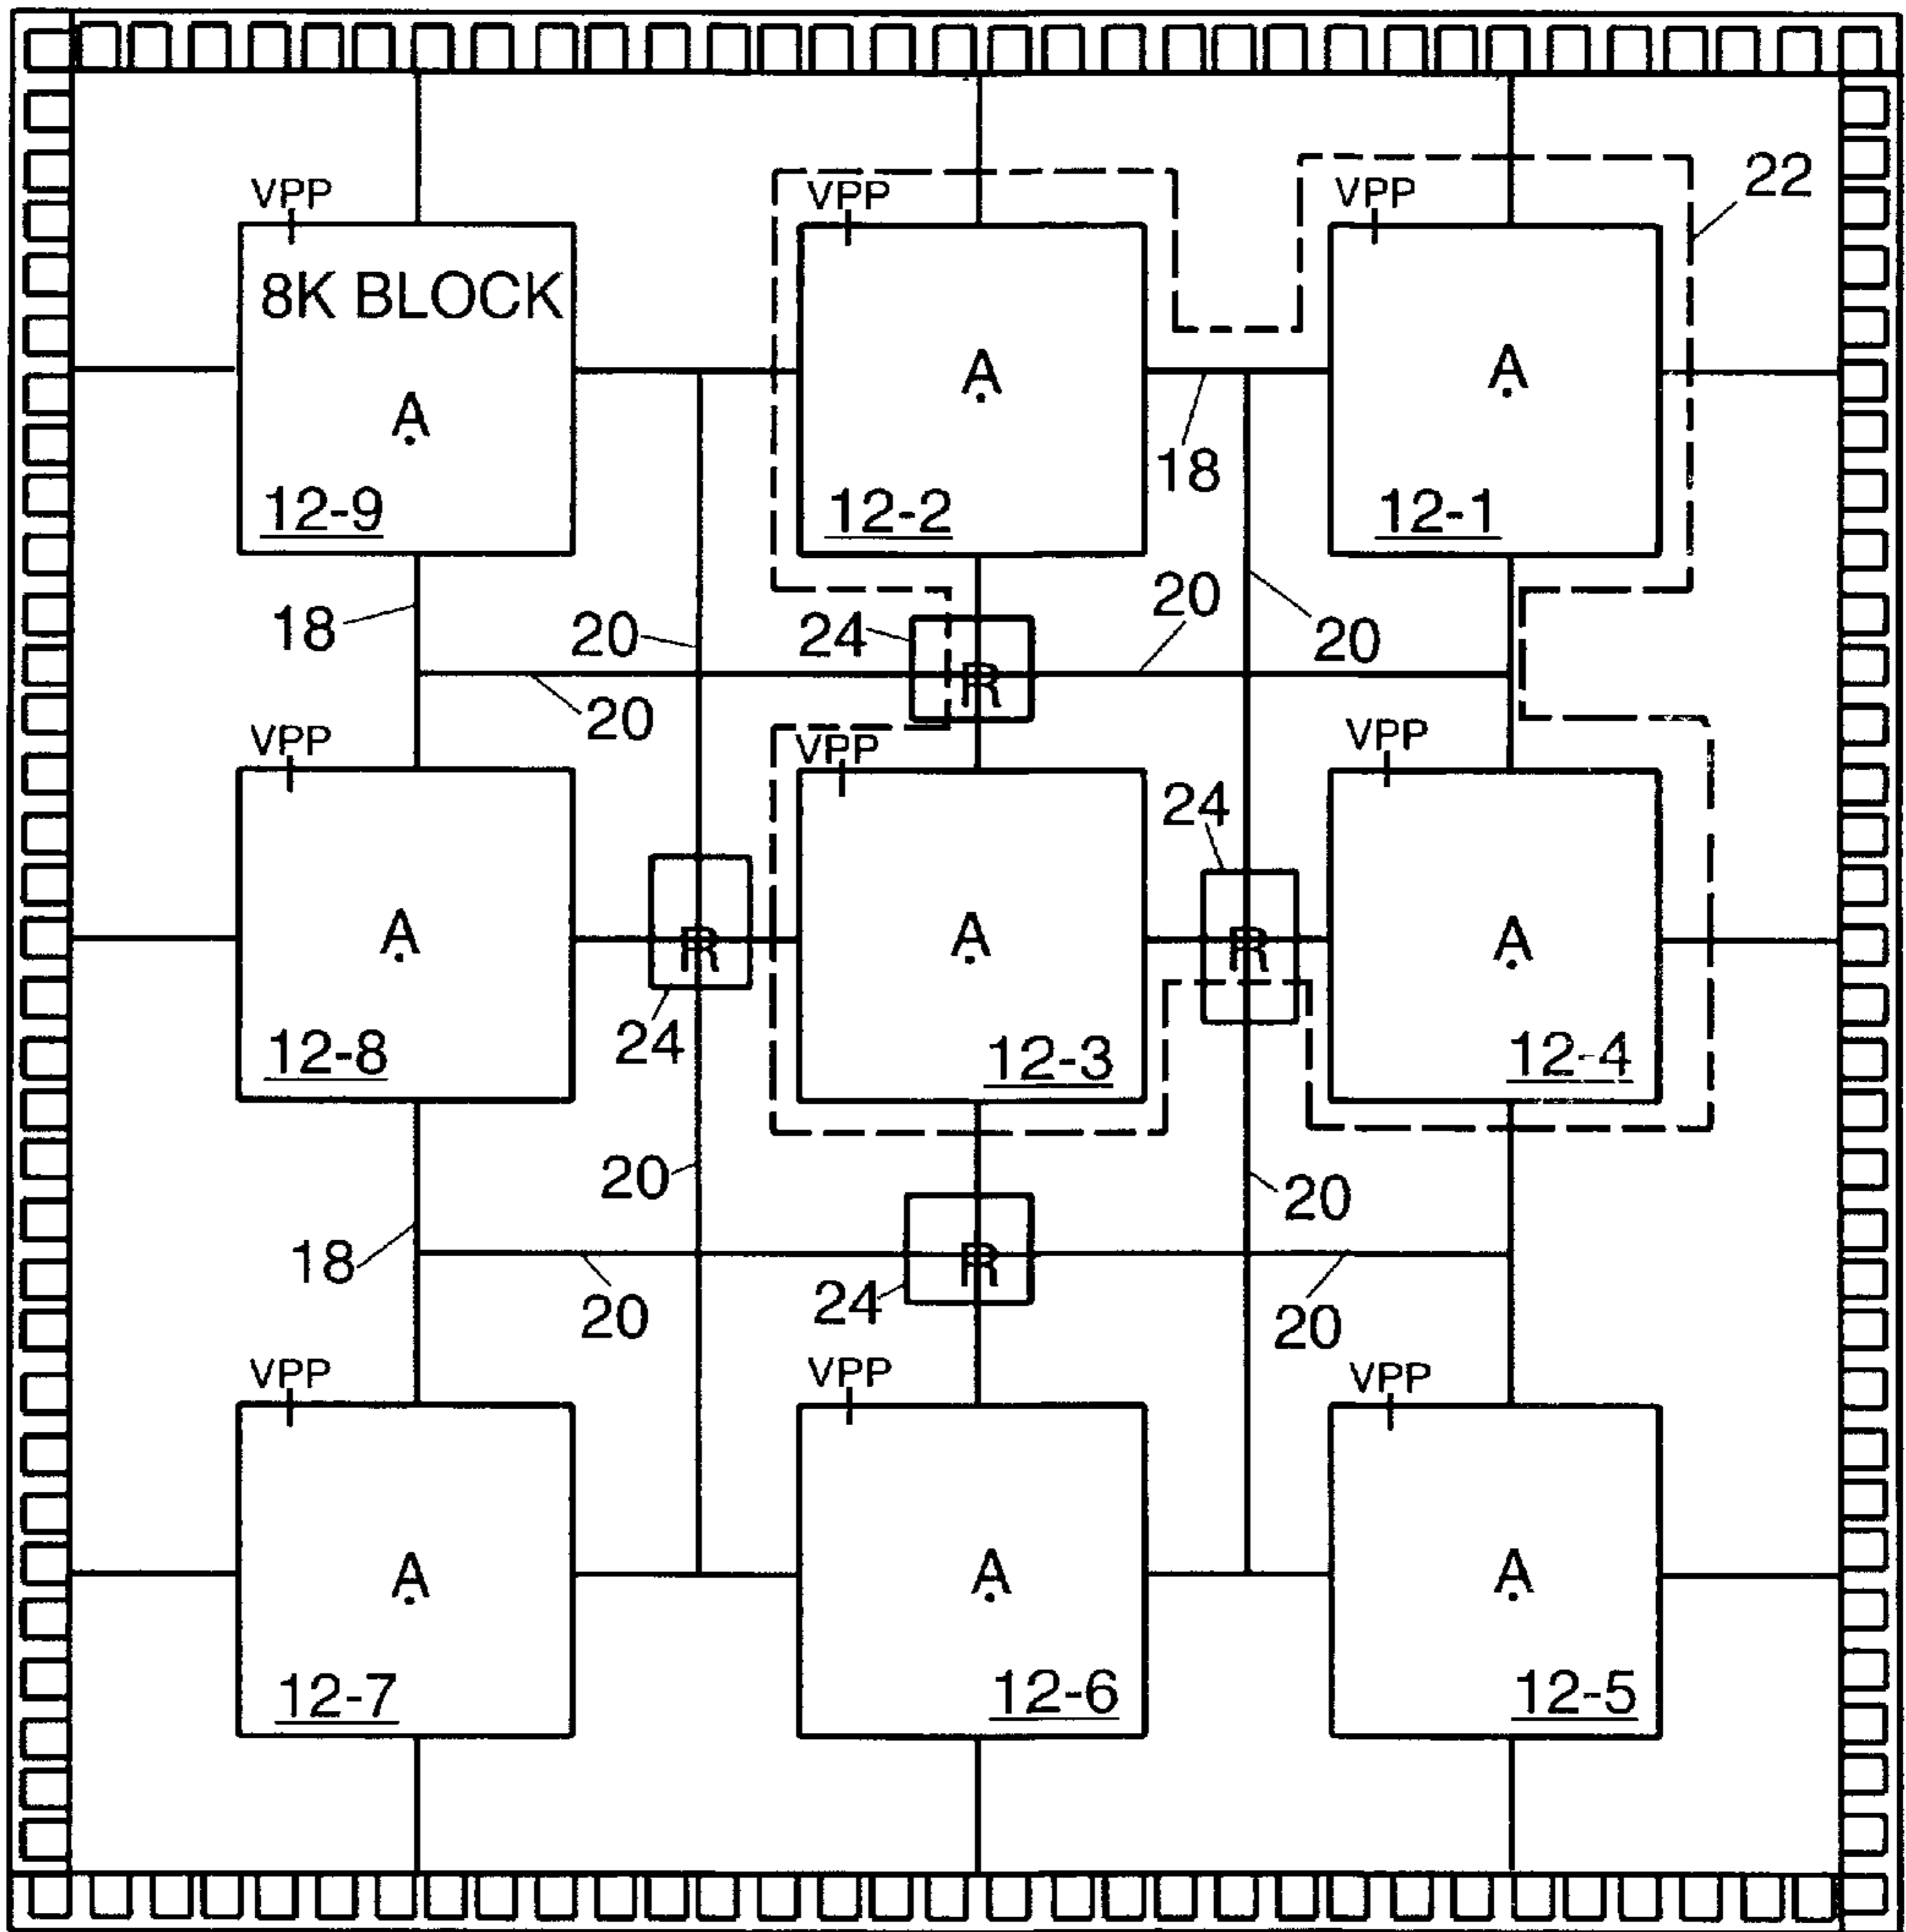 22
VPP VPP VPP
8K BLOCK
A A A
18
12-9 12-2 12-1
18 20 24 20 20
R
20
VPP VPP VPP
24
A R A R A
24
12-8 12-3 12-4
20 20
18 R
20 24 20
VPP VPP VPP
A A A
12-7 12-6 12-5